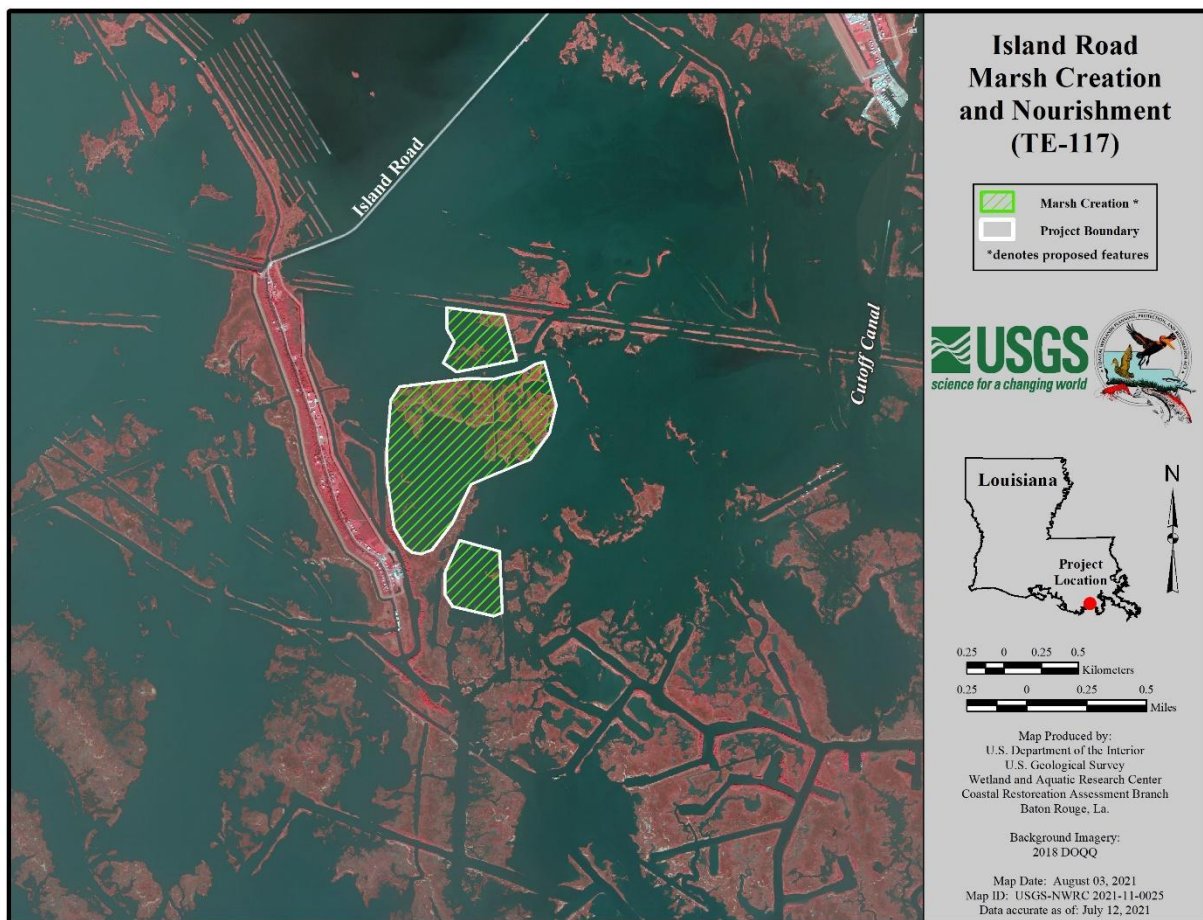 Island Road
Marsh Creation
and Nourishment
(TE-117)
Marsh Creation *
Project Boundary
*denotes proposed features
Island Road
Cutoff Canal
USGS
science for a changing world
Louisiana
N
Project
Location
0.25 0 0.25 0.5
Kilometers
0.25 0 0.25 0.5
Miles
Map Produced by:
U.S. Department of the Interior
U.S. Geological Survey
Wetland and Aquatic Research Center
Coastal Restoration Assessment Branch
Baton Rouge, La.
Background Imagery:
2018 DOQQ
Map Date: August 03, 2021
Map ID: USGS-NWRC 2021-11-0025
Data accurate as of: July 12, 2021